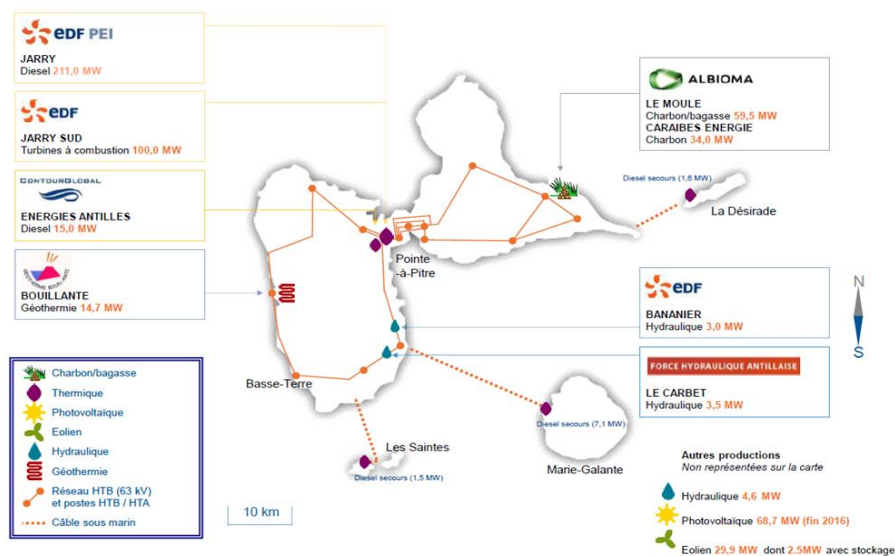 edf PEI
JARRY
Diesel 211,0 MW
edf
JARRY SUD
Turbines à combustion 100,0 MW
CONTOURGLOBAL
ENERGIES ANTILLES
Diesel 15,0 MW
GÉOTHERMIE BOUILLANTE
BOUILLANTE
Géothermie 14,7 MW
ALBIOMA
LE MOULE
Charbon/bagasse 59,5 MW
CARAIBES ENERGIE
Charbon 34,0 MW
Diesel secours (1,6 MW)
La Désirade
Pointe
-à-Pitre
edf
BANANIER
Hydraulique 3,0 MW
FORCE HYDRAULIQUE ANTILLAISE
LE CARBET
Hydraulique 3,5 MW
N
S
Basse-Terre
Les Saintes
Diesel secours (1,5 MW)
Diesel secours (7,1 MW)
Marie-Galante
Charbon/bagasse
Thermique
Photovoltaïque
Eolien
Hydraulique
Géothermie
Réseau HTB (63 kV)
et postes HTB / HTA
Câble sous marin
10 km
Autres productions
Non représentées sur la carte
Hydraulique 4,6 MW
Photovoltaïque 68,7 MW (fin 2016)
Eolien 29,9 MW dont 2.5MW avec stockage